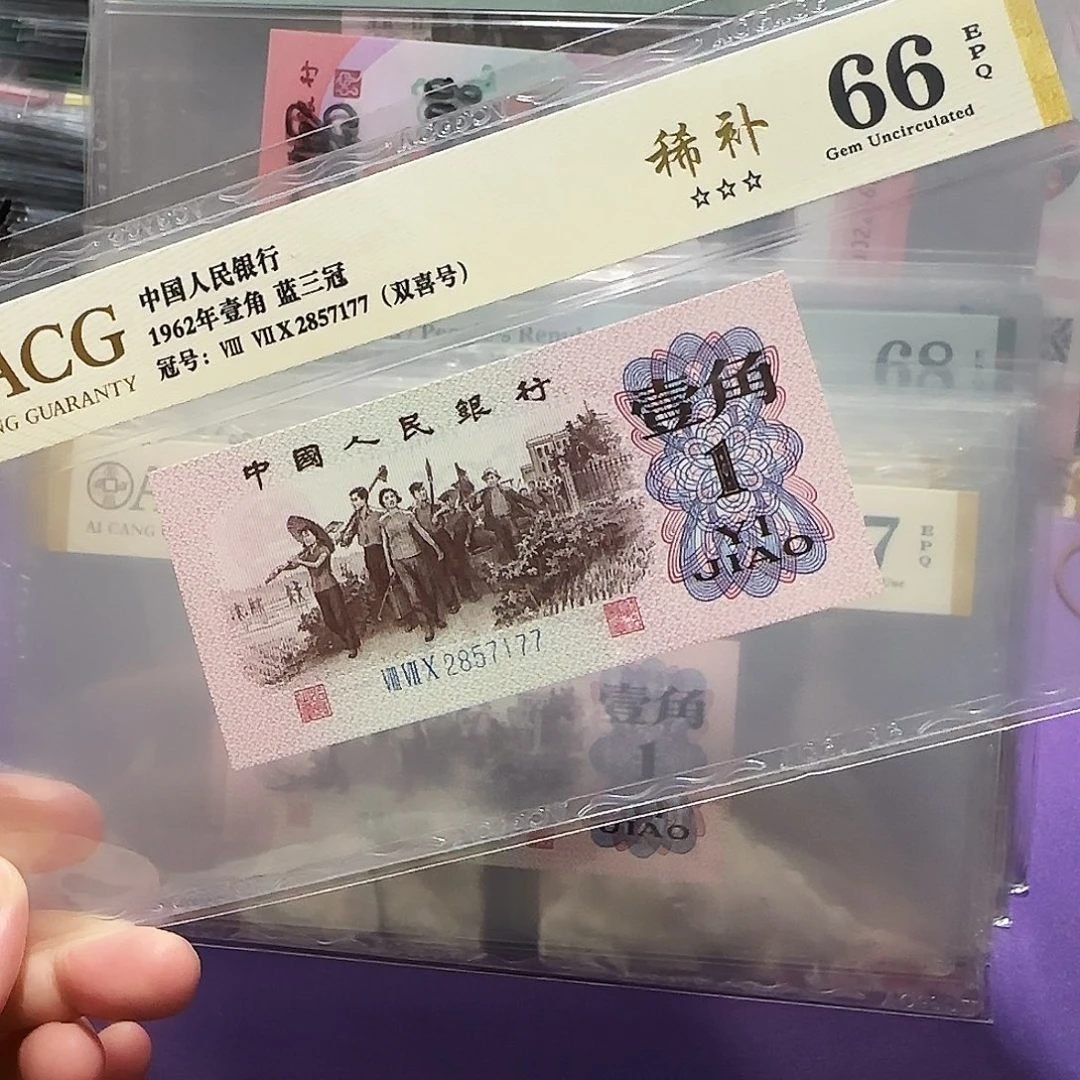 稀补
☆☆☆
66
EPQ
Gem Uncirculated
ACG
NG GUARANTY
中国人民银行
1962年壹角 蓝三冠
冠号：Ⅷ Ⅶ Ⅹ 2857177（双喜号）
中國人民銀行
壹角
1
YI
JIAO
Ⅷ Ⅶ Ⅹ 2857177
68
E
AI CANG
7
EPQ
壹角
1
JIAO